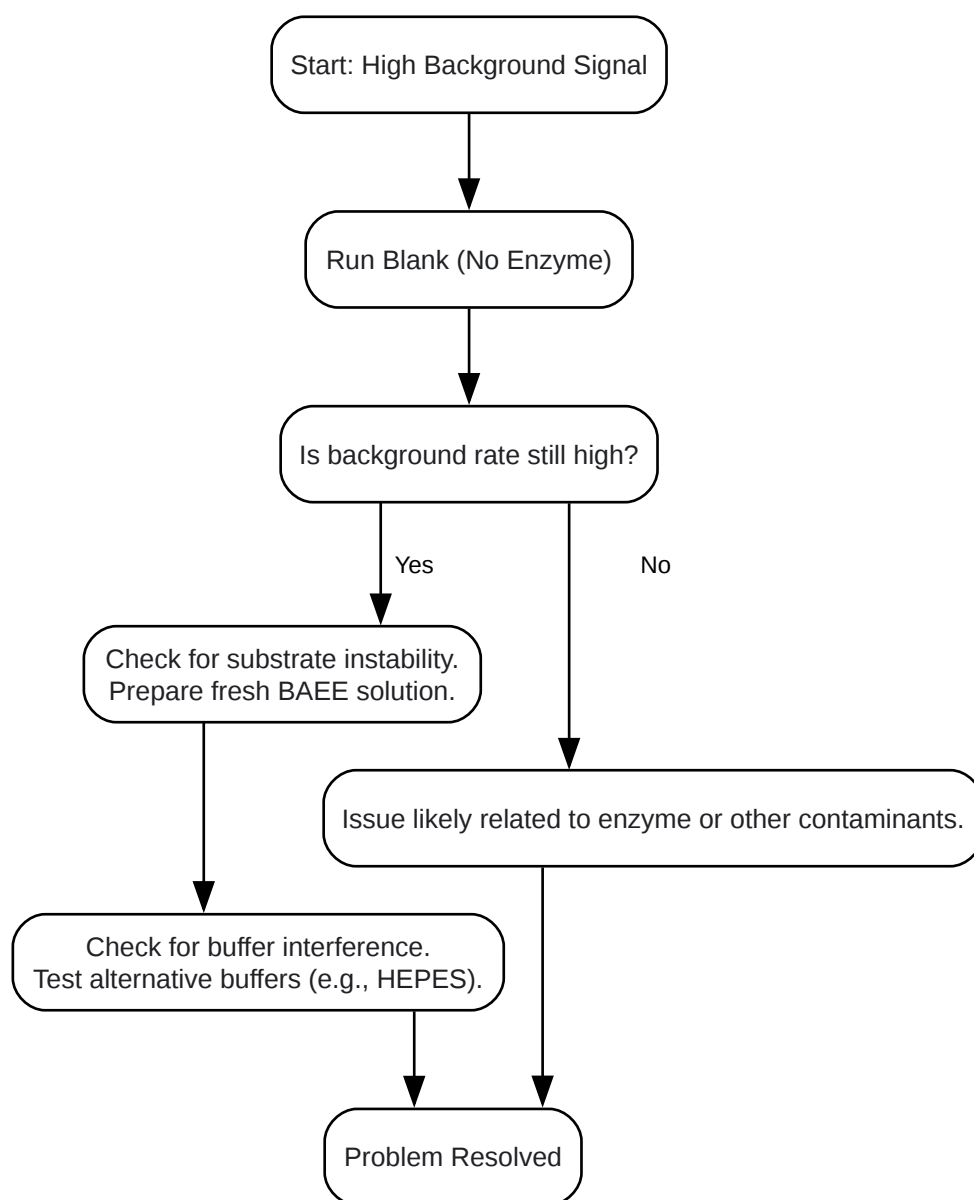 Start: High Background Signal
Run Blank (No Enzyme)
Is background rate still high?
Yes
No
Check for substrate instability.
Prepare fresh BAEE solution.
Issue likely related to enzyme or other contaminants.
Check for buffer interference.
Test alternative buffers (e.g., HEPES).
Problem Resolved